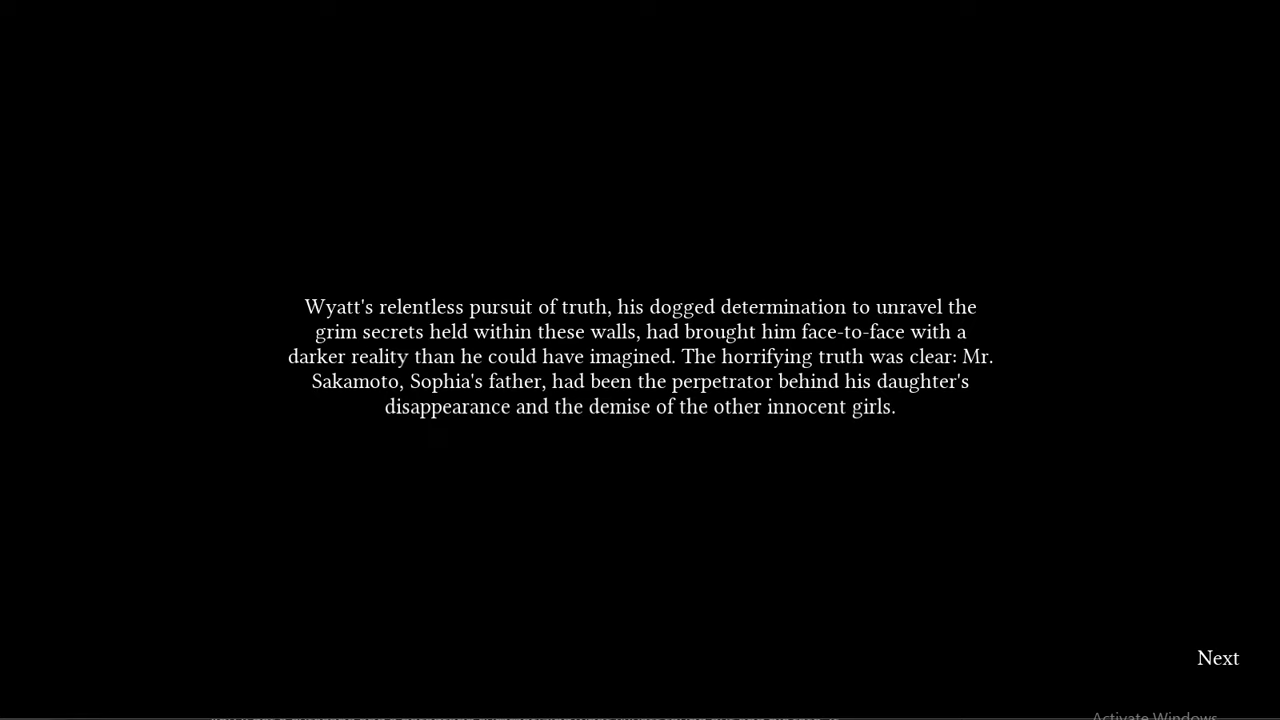 Wyatt's relentless pursuit of truth, his dogged determination to unravel the
grim secrets held within these walls, had brought him face-to-face with a
darker reality than he could have imagined. The horrifying truth was clear: Mr.
Sakamoto, Sophia's father, had been the perpetrator behind his daughter's
disappearance and the demise of the other innocent girls.
Next
Activate Windows